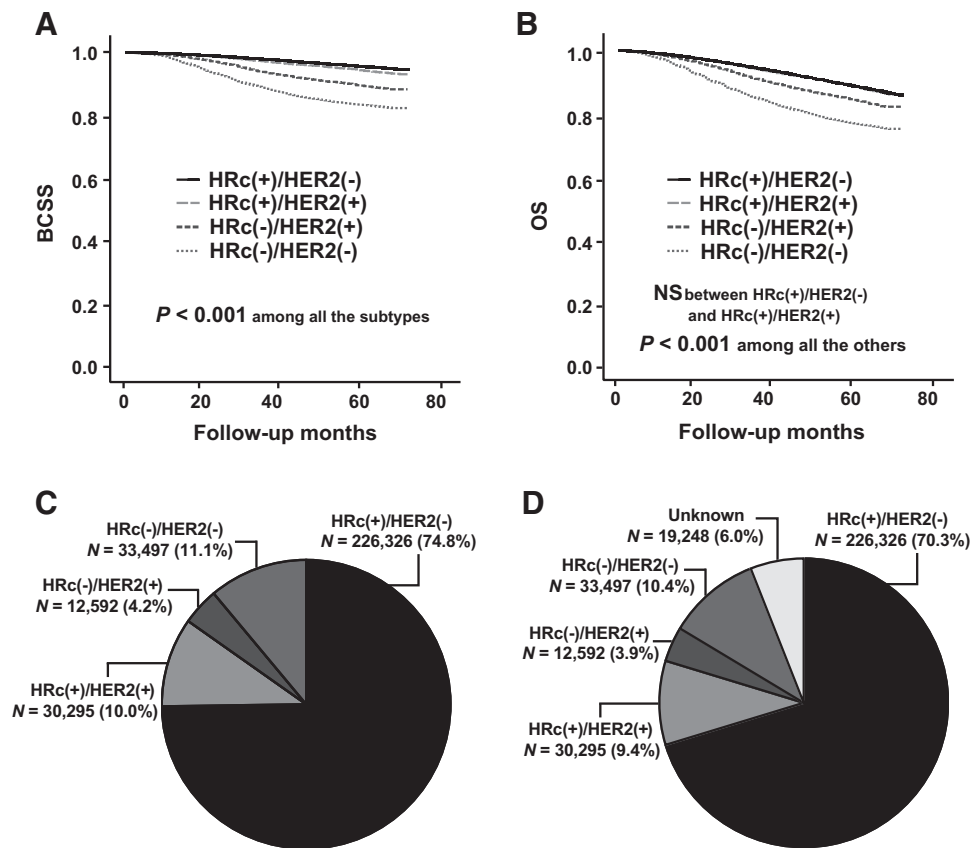 A
1.0
0.8
0.6
0.4
0.2
0.0
BCSS
HRc(+)/HER2(-)
HRc(+)/HER2(+)
HRc(-)/HER2(+)
HRc(-)/HER2(-)
P < 0.001 among all the subtypes
0 20 40 60 80
Follow-up months
B
1.0
0.8
0.6
0.4
0.2
0.0
OS
HRc(+)/HER2(-)
HRc(+)/HER2(+)
HRc(-)/HER2(+)
HRc(-)/HER2(-)
NS between HRc(+)/HER2(-)
and HRc(+)/HER2(+)
P < 0.001 among all the others
0 20 40 60 80
Follow-up months
C
HRc(-)/HER2(-)
N = 33,497 (11.1%)
HRc(+)/HER2(-)
N = 226,326 (74.8%)
HRc(-)/HER2(+)
N = 12,592 (4.2%)
HRc(+)/HER2(+)
N = 30,295 (10.0%)
D
Unknown
N = 19,248 (6.0%)
HRc(+)/HER2(-)
N = 226,326 (70.3%)
HRc(-)/HER2(-)
N = 33,497 (10.4%)
HRc(-)/HER2(+)
N = 12,592 (3.9%)
HRc(+)/HER2(+)
N = 30,295 (9.4%)